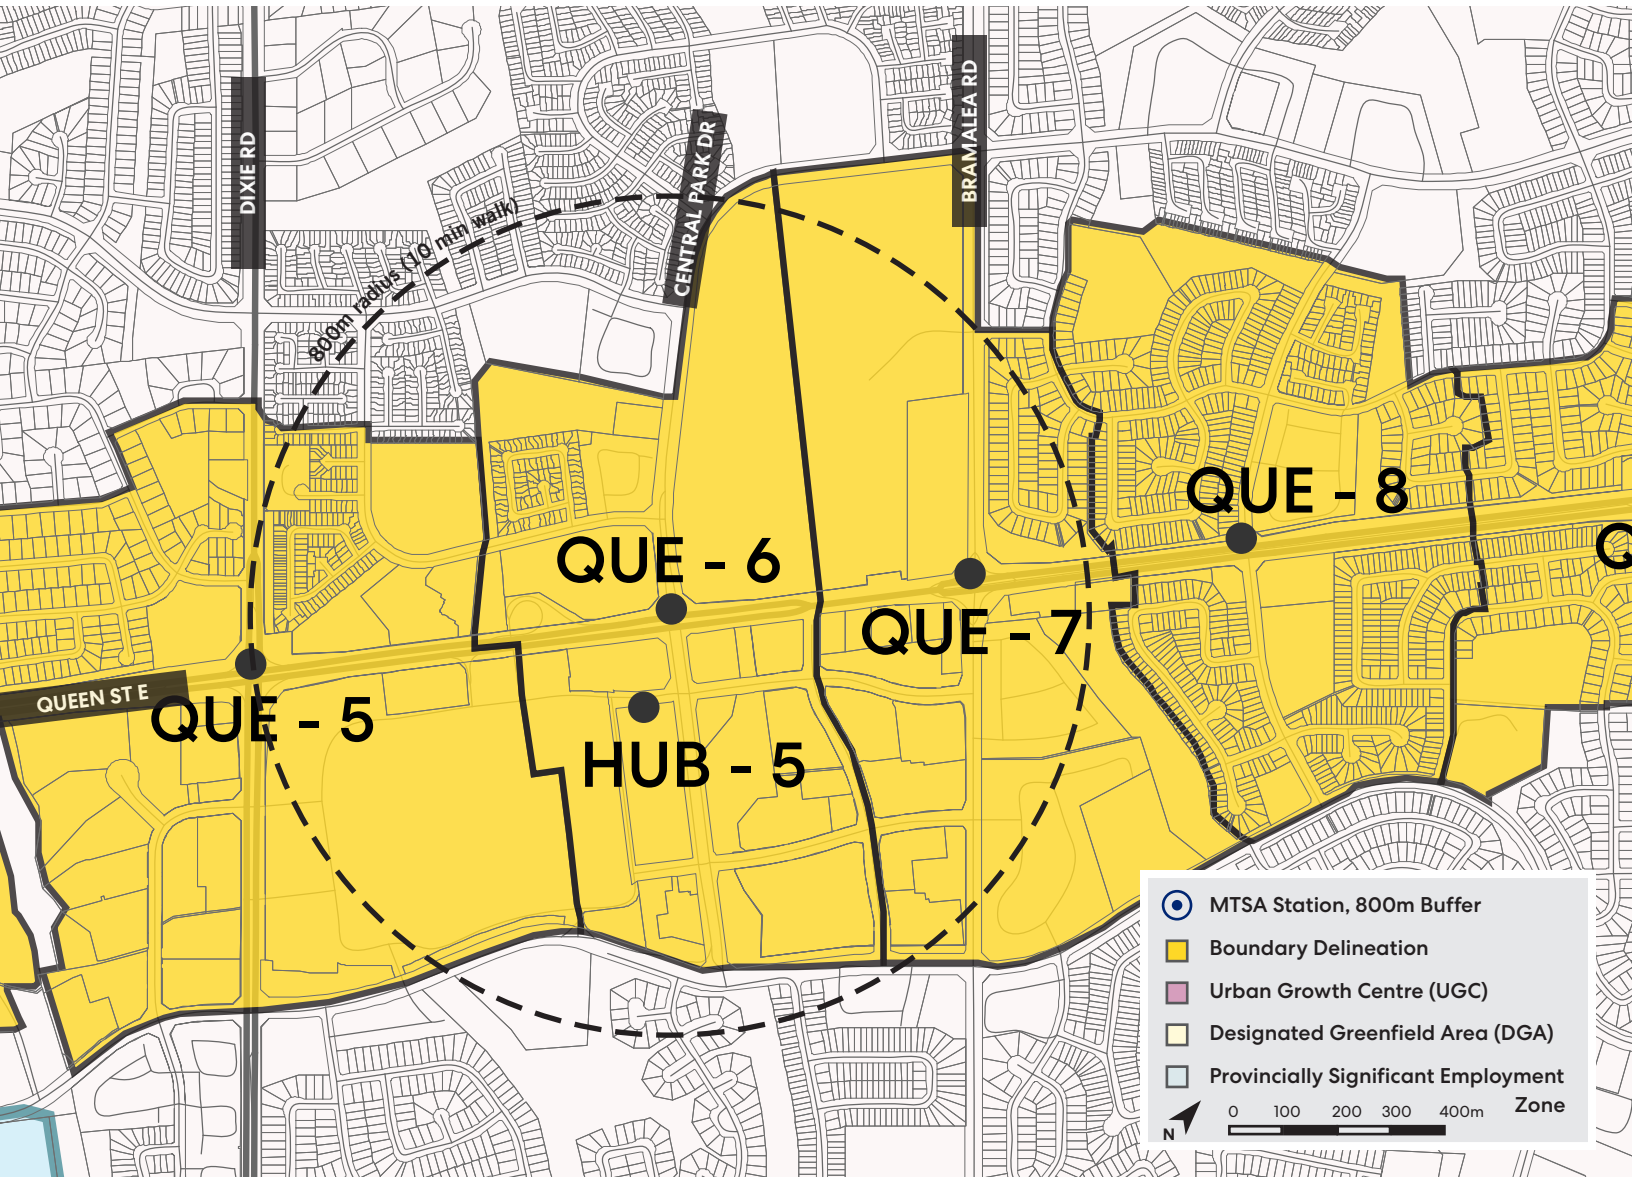 DIXIE RD
CENTRAL PARK DR
BRAMALEA RD
800m radius (10 min walk)
QUE - 8
QUE - 6
Q
QUE - 7
QUEEN ST E
QUE - 5
HUB - 5
MTSA Station, 800m Buffer
Boundary Delineation
Urban Growth Centre (UGC)
Designated Greenfield Area (DGA)
Provincially Significant Employment
Zone
N
0 100 200 300 400m